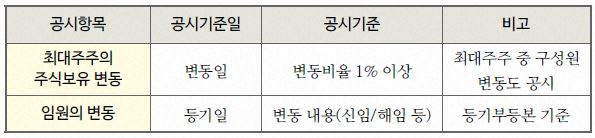 공시항목 공시기준일 공시기준 비고
최대주주의
주식보유 변동
변동일
변동비율 1% 이상
최대주주 중 구성원
변동도 공시
임원의 변동 등기일 변동 내용(신임/해임 등) 등기부등본 기준